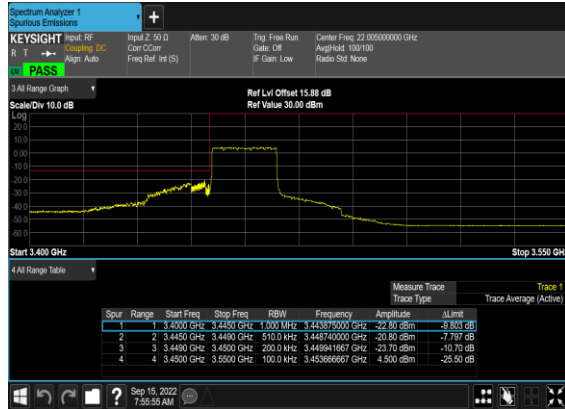 Spectrum Analyzer 1
Spurious Emissions
+
KEYSIGHT Input: RF Input Z: 50 Ω Atten: 30 dB Trig: Free Run Center Freq: 22.005000000 GHz
R T Coupling: DC Corr CCorr Gate: Off Avg|Hold: 100/100
Align: Auto Freq Ref: Int (S) IF Gain: Low Radio Std: None
PASS
3 All Range Graph
Ref Lvl Offset 15.88 dB
Scale/Div 10.0 dB Ref Value 30.00 dBm
Log
20.0
10.0
0.00
-10.0
-20.0
-30.0
-40.0
-50.0
-60.0
Start 3.400 GHz Stop 3.550 GH
4 All Range Table
Measure Trace Trace 1
Trace Type Trace Average (Active)
Spur Range Start Freq Stop Freq RBW Frequency Amplitude ΔLimit
1 1 3.4000 GHz 3.4450 GHz 1.000 MHz 3.443875000 GHz -22.80 dBm -9.803 dB
2 2 3.4450 GHz 3.4490 GHz 510.0 kHz 3.448740000 GHz -20.80 dBm -7.797 dB
3 3 3.4490 GHz 3.4500 GHz 200.0 kHz 3.449941667 GHz -23.70 dBm -10.70 dB
4 4 3.4500 GHz 3.5500 GHz 100.0 kHz 3.453666667 GHz 4.500 dBm -25.50 dB
? Sep 15, 2022
7:55:55 AM